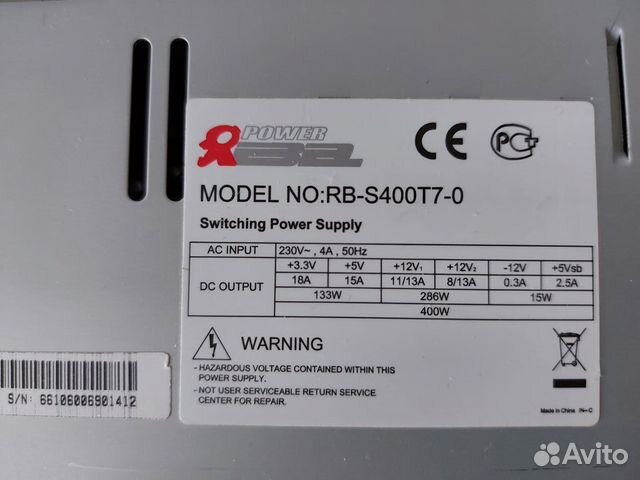 POWER
CE
MODEL NO:RB-S400T7-0
Switching Power Supply
AC INPUT 230V~ , 4A , 50Hz
DC OUTPUT +3.3V +5V +12V1 +12V2 -12V +5Vsb
18A 15A 11/13A 8/13A 0.3A 2.5A
133W 286W 15W
400W
WARNING
- HAZARDOUS VOLTAGE CONTAINED WITHIN THIS
POWER SUPPLY.
- NOT USER SERVICEABLE RETURN SERVICE
CENTER FOR REPAIR.
Made in China IN-C
S/N: 66106006901412
Avito